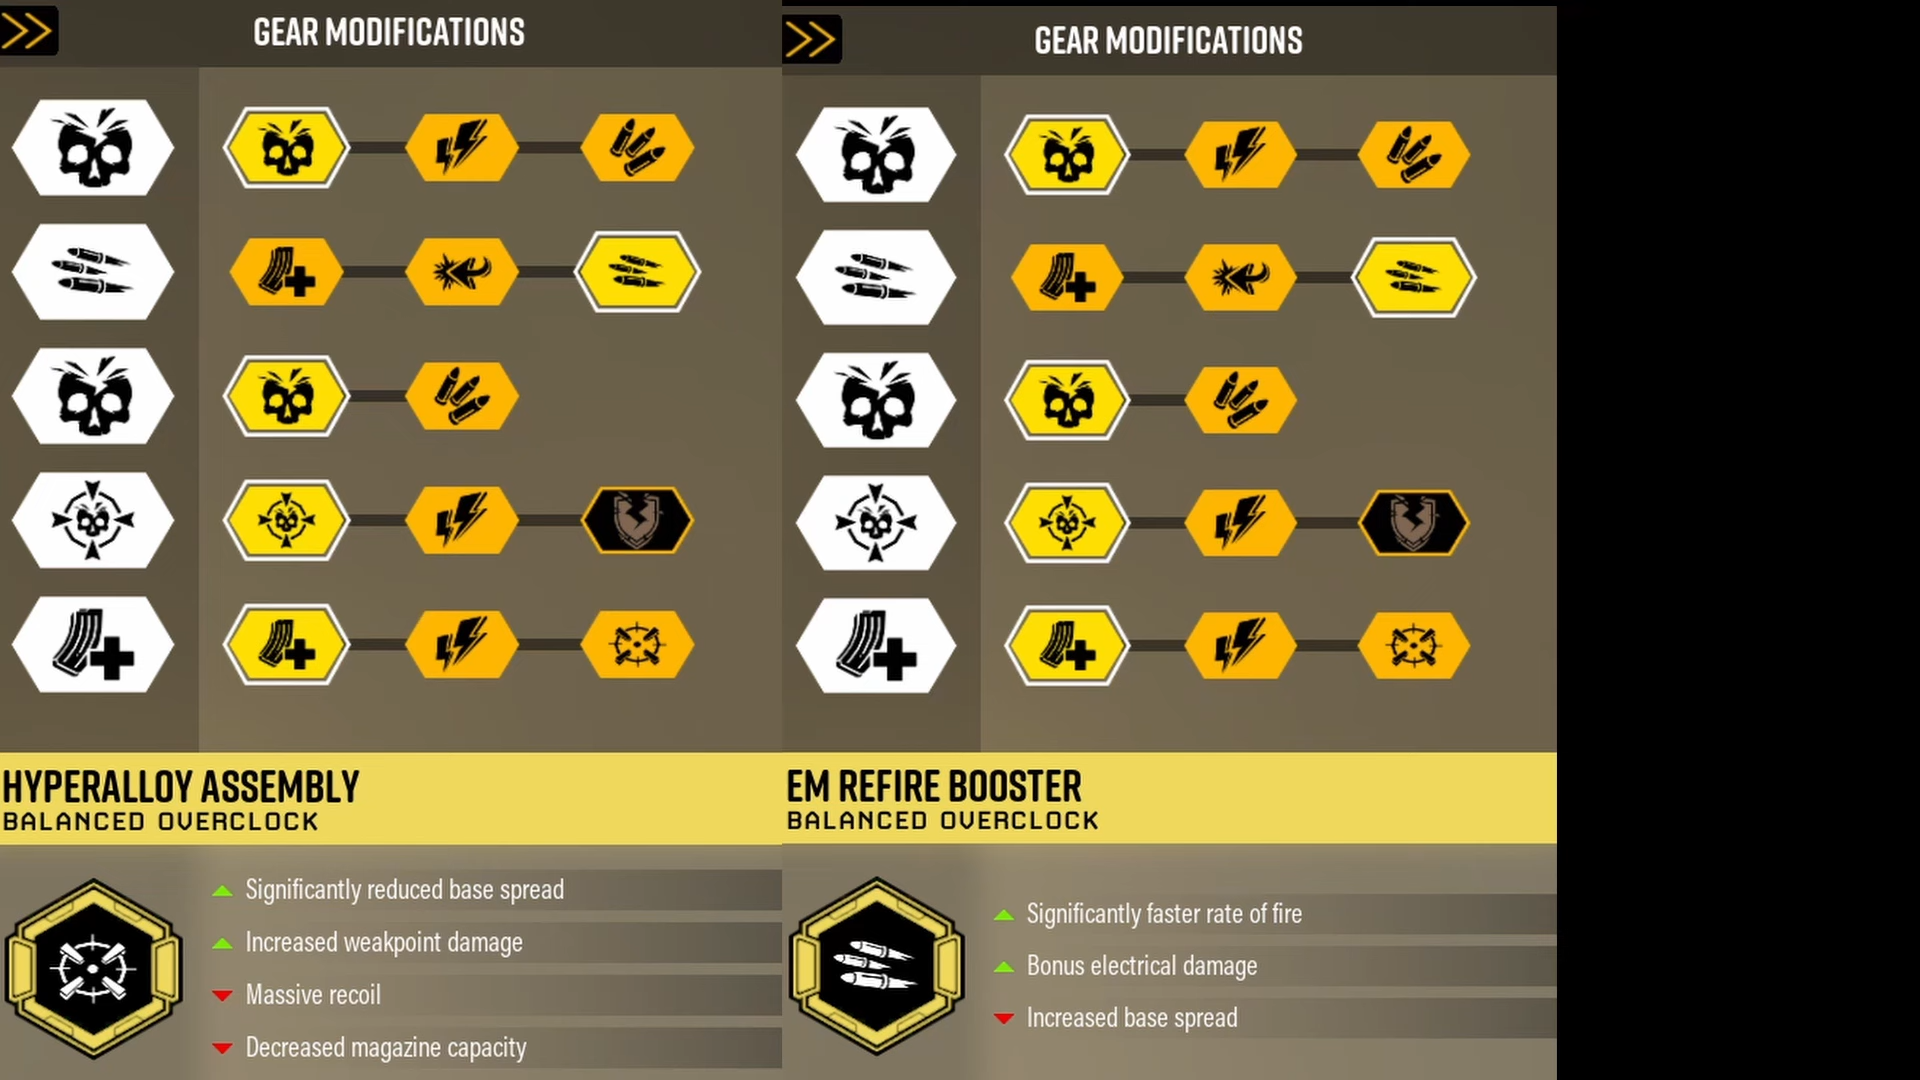 GEAR MODIFICATIONS
HYPERALLOY ASSEMBLY
BALANCED OVERCLOCK
Significantly reduced base spread
Increased weakpoint damage
Massive recoil
Decreased magazine capacity
GEAR MODIFICATIONS
EM REFIRE BOOSTER
BALANCED OVERCLOCK
Significantly faster rate of fire
Bonus electrical damage
Increased base spread